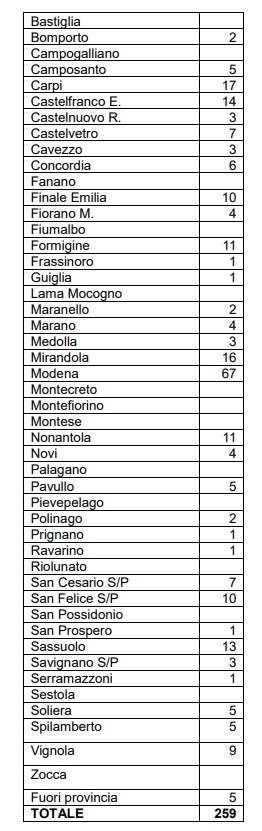 Bastiglia
Bomporto 2
Campogalliano
Camposanto 5
Carpi 17
Castelfranco E. 14
Castelnuovo R. 3
Castelvetro 7
Cavezzo 3
Concordia 6
Fanano
Finale Emilia 10
Fiorano M. 4
Fiumalbo
Formigine 11
Frassinoro 1
Guiglia 1
Lama Mocogno
Maranello 2
Marano 4
Medolla 3
Mirandola 16
Modena 67
Montecreto
Montefiorino
Montese
Nonantola 11
Novi 4
Palagano
Pavullo 5
Pievepelago
Polinago 2
Prignano 1
Ravarino 1
Riolunato
San Cesario S/P 7
San Felice S/P 10
San Possidonio
San Prospero 1
Sassuolo 13
Savignano S/P 3
Serramazzoni 1
Sestola
Soliera 5
Spilamberto 5
Vignola 9
Zocca
Fuori provincia 5
TOTALE 259